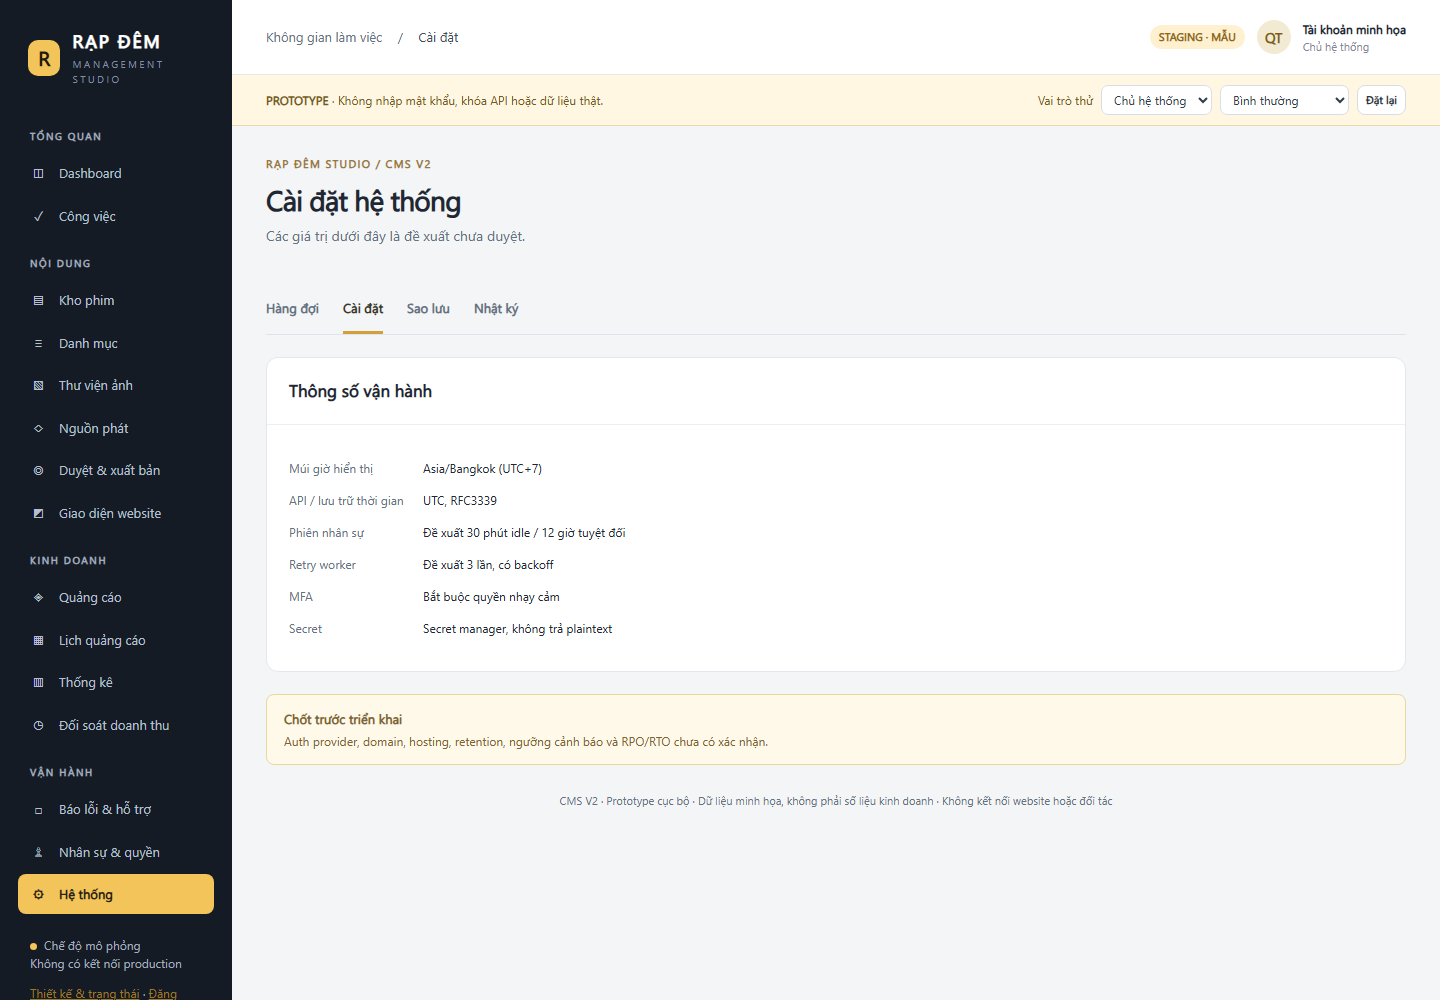 R
RẠP ĐÊM
MANAGEMENT
STUDIO
TỔNG QUAN
Dashboard
Công việc
NỘI DUNG
Kho phim
Danh mục
Thư viện ảnh
Nguồn phát
Duyệt & xuất bản
Giao diện website
KINH DOANH
Quảng cáo
Lịch quảng cáo
Thống kê
Đối soát doanh thu
VẬN HÀNH
Báo lỗi & hỗ trợ
Nhân sự & quyền
Hệ thống
Chế độ mô phỏng
Không có kết nối production
Thiết kế & trạng thái · Đăng
Không gian làm việc / Cài đặt
STAGING · MẪU
QT
Tài khoản minh họa
Chủ hệ thống
PROTOTYPE · Không nhập mật khẩu, khóa API hoặc dữ liệu thật.
Vai trò thử
Chủ hệ thống
Bình thường
Đặt lại
RẠP ĐÊM STUDIO / CMS V2
Cài đặt hệ thống
Các giá trị dưới đây là đề xuất chưa duyệt.
Hàng đợi
Cài đặt
Sao lưu
Nhật ký
Thông số vận hành
Múi giờ hiển thị Asia/Bangkok (UTC+7)
API / lưu trữ thời gian UTC, RFC3339
Phiên nhân sự Đề xuất 30 phút idle / 12 giờ tuyệt đối
Retry worker Đề xuất 3 lần, có backoff
MFA Bắt buộc quyền nhạy cảm
Secret Secret manager, không trả plaintext
Chốt trước triển khai
Auth provider, domain, hosting, retention, ngưỡng cảnh báo và RPO/RTO chưa có xác nhận.
CMS V2 · Prototype cục bộ · Dữ liệu minh họa, không phải số liệu kinh doanh · Không kết nối website hoặc đối tác